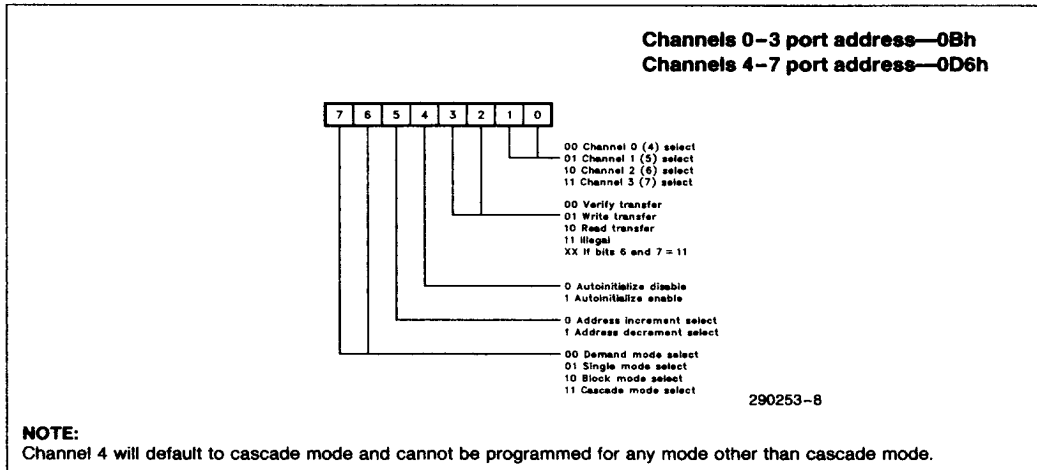 Channels 0–3 port address—0Bh
Channels 4–7 port address—0D6h
7 6 5 4 3 2 1 0
00 Channel 0 (4) select
01 Channel 1 (5) select
10 Channel 2 (6) select
11 Channel 3 (7) select
00 Verify transfer
01 Write transfer
10 Read transfer
11 Illegal
XX If bits 6 and 7 = 11
0 Autoinitialize disable
1 Autoinitialize enable
0 Address increment select
1 Address decrement select
00 Demand mode select
01 Single mode select
10 Block mode select
11 Cascade mode select
290253–8
NOTE:
Channel 4 will default to cascade mode and cannot be programmed for any mode other than cascade mode.